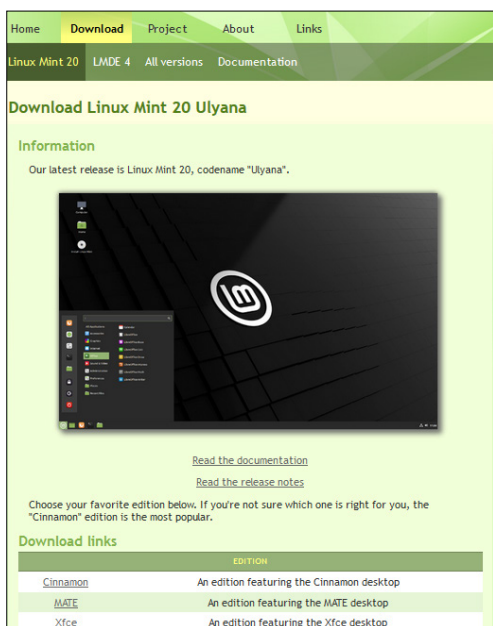 Home Download Project About Links
Linux Mint 20 LMDE 4 All versions Documentation
Download Linux Mint 20 Ulyana
Information
Our latest release is Linux Mint 20, codename "Ulyana".
Read the documentation
Read the release notes
Choose your favorite edition below. If you're not sure which one is right for you, the
"Cinnamon" edition is the most popular.
Download links
EDITION
Cinnamon An edition featuring the Cinnamon desktop
MATE An edition featuring the MATE desktop
Xfce An edition featuring the Xfce desktop